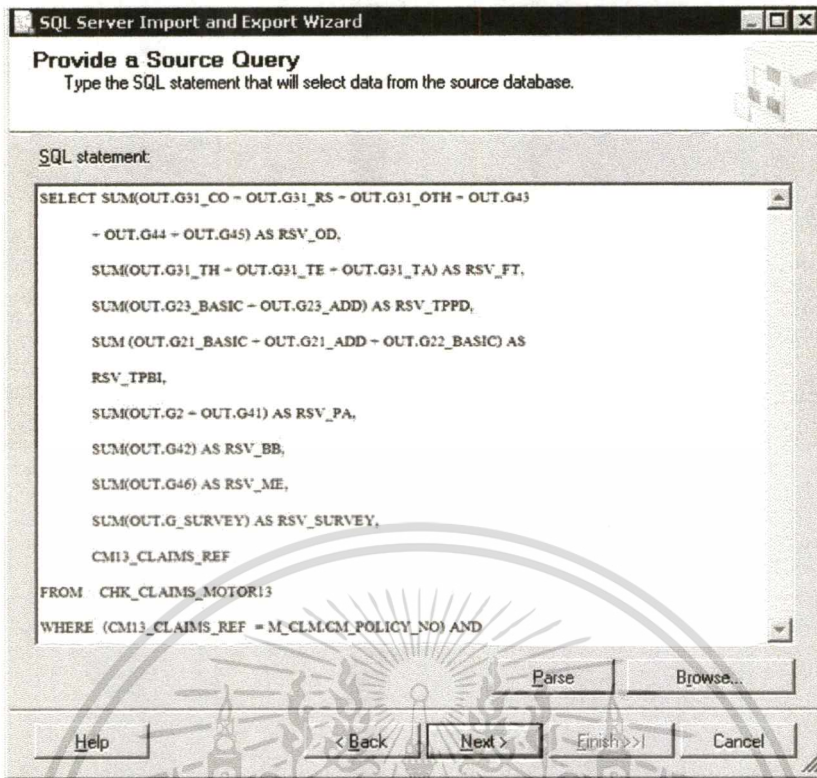 SQL Server Import and Export Wizard
Provide a Source Query
Type the SQL statement that will select data from the source database.
SQL statement:
SELECT SUM(OUT.G31_CO + OUT.G31_RS + OUT.G31_OTH + OUT.G43
+ OUT.G44 + OUT.G45) AS RSV_OD,
SUM(OUT.G31_TH + OUT.G31_TE + OUT.G31_TA) AS RSV_FT,
SUM(OUT.G23_BASIC + OUT.G23_ADD) AS RSV_TPPD,
SUM (OUT.G21_BASIC + OUT.G21_ADD + OUT.G22_BASIC) AS
RSV_TPBI,
SUM(OUT.G2 + OUT.G41) AS RSV_PA,
SUM(OUT.G42) AS RSV_BB,
SUM(OUT.G46) AS RSV_ME,
SUM(OUT.G_SURVEY) AS RSV_SURVEY,
CM13_CLAIMS_REF
FROM CHK_CLAIMS_MOTOR13
WHERE (CM13_CLAIMS_REF = M_CLM.CM_POLICY_NO) AND
Parse Browse...
Help < Back Next > Finish >>| Cancel